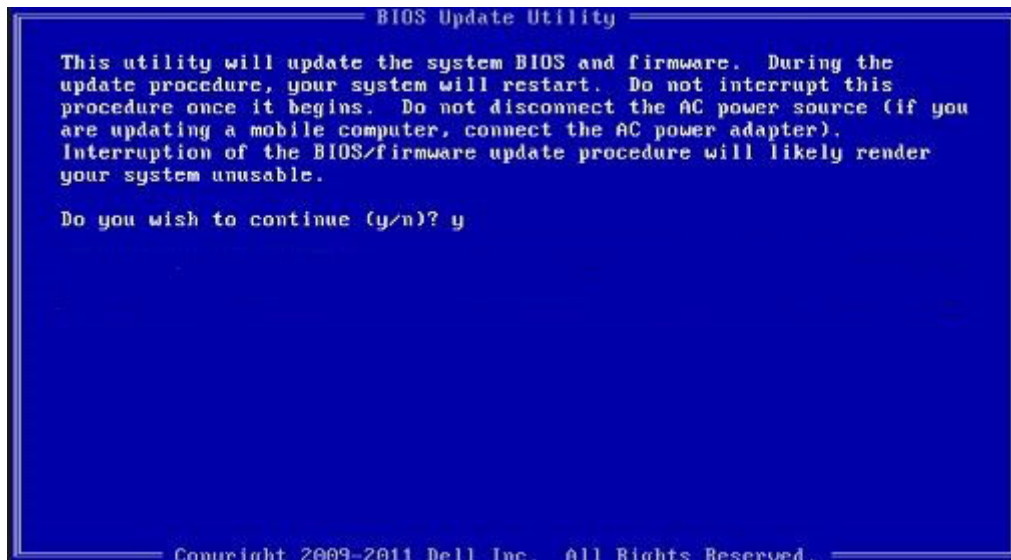 BIOS Update Utility
This utility will update the system BIOS and firmware. During the
update procedure, your system will restart. Do not interrupt this
procedure once it begins. Do not disconnect the AC power source (if you
are updating a mobile computer, connect the AC power adapter).
Interruption of the BIOS/firmware update procedure will likely render
your system unusable.
Do you wish to continue (y/n)? y
Copyright 2009-2011 Dell Inc. All Rights Reserved.